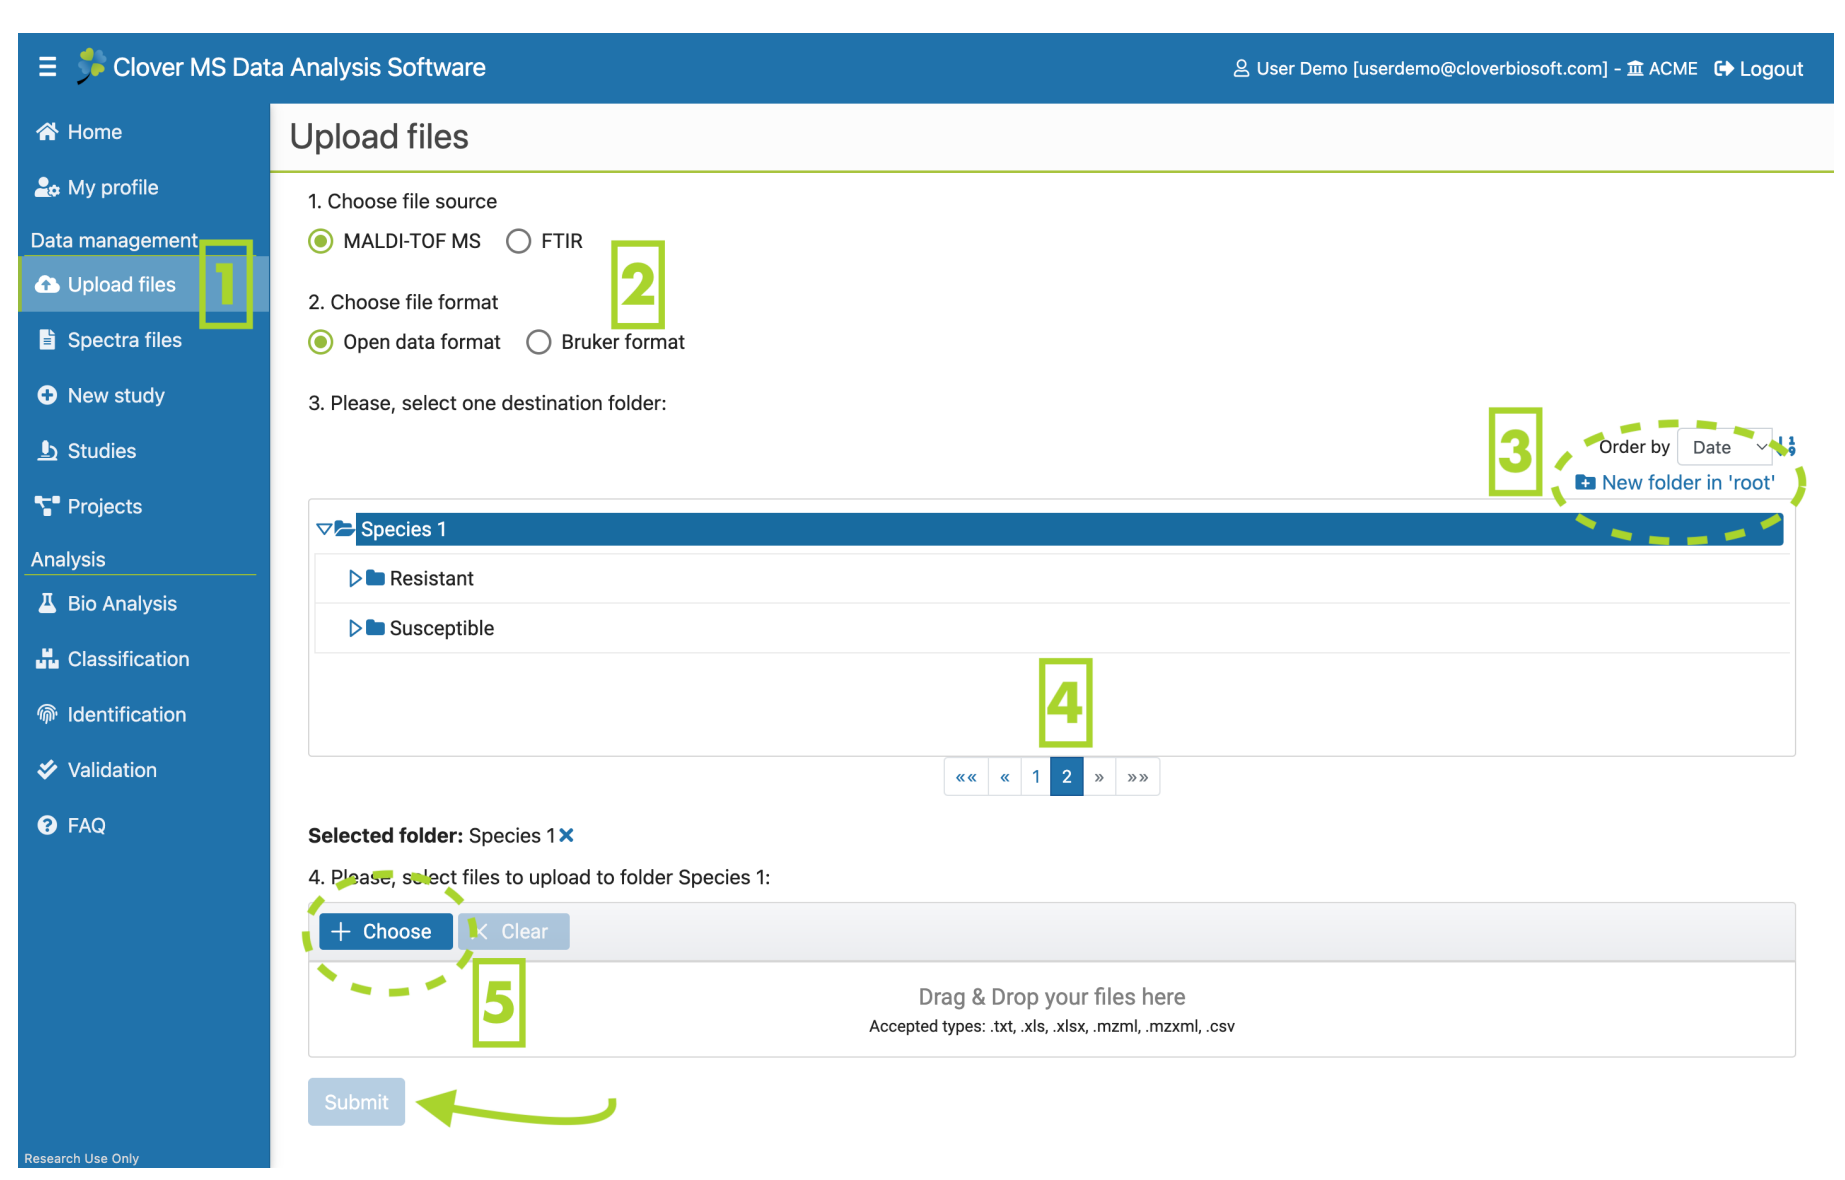 Clover MS Data Analysis Software
User Demo [userdemo@cloverbiosoft.com] - ACME Logout
Home
My profile
Data management
Upload files
1
Spectra files
New study
Studies
Projects
Analysis
Bio Analysis
Classification
Identification
Validation
FAQ
Research Use Only
Upload files
1. Choose file source
MALDI-TOF MS FTIR
2
2. Choose file format
Open data format Bruker format
3. Please, select one destination folder:
3
Order by Date
New folder in 'root'
Species 1
Resistant
Susceptible
4
«« « 1 2 » »»
Selected folder: Species 1
4. Please, select files to upload to folder Species 1:
+ Choose × Clear
5
Drag & Drop your files here
Accepted types: .txt, .xls, .xlsx, .mzml, .mzxml, .csv
Submit